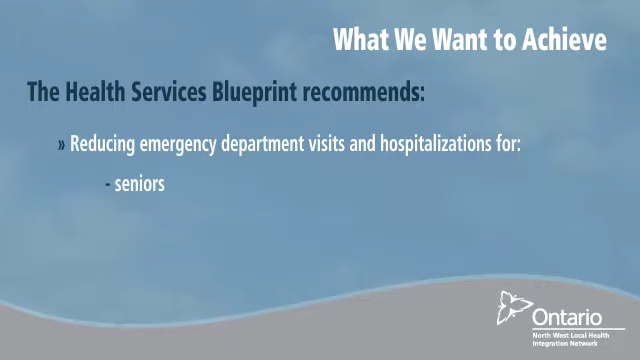 What We Want to Achieve
The Health Services Blueprint recommends:
» Reducing emergency department visits and hospitalizations for:
- seniors
Ontario
North West Local Health
Integration Network